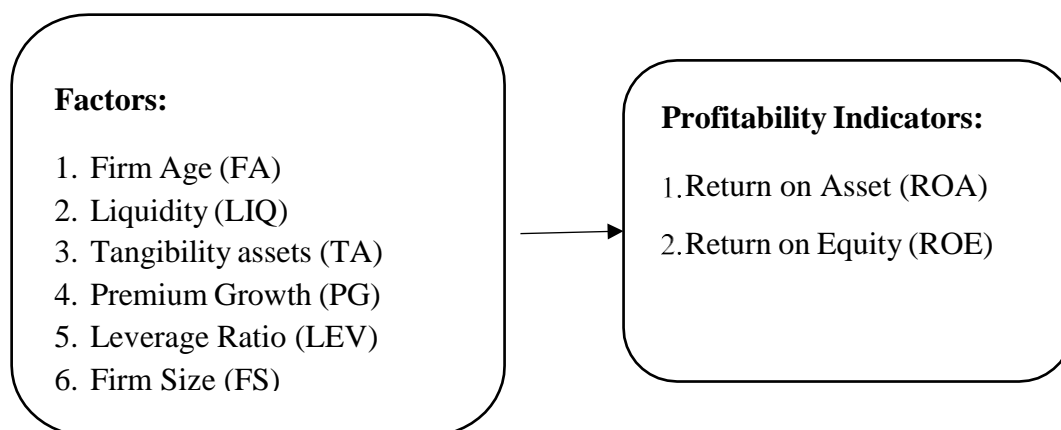 Factors:
1. Firm Age (FA)
2. Liquidity (LIQ)
3. Tangibility assets (TA)
4. Premium Growth (PG)
5. Leverage Ratio (LEV)
6. Firm Size (FS)
Profitability Indicators:
1.Return on Asset (ROA)
2.Return on Equity (ROE)